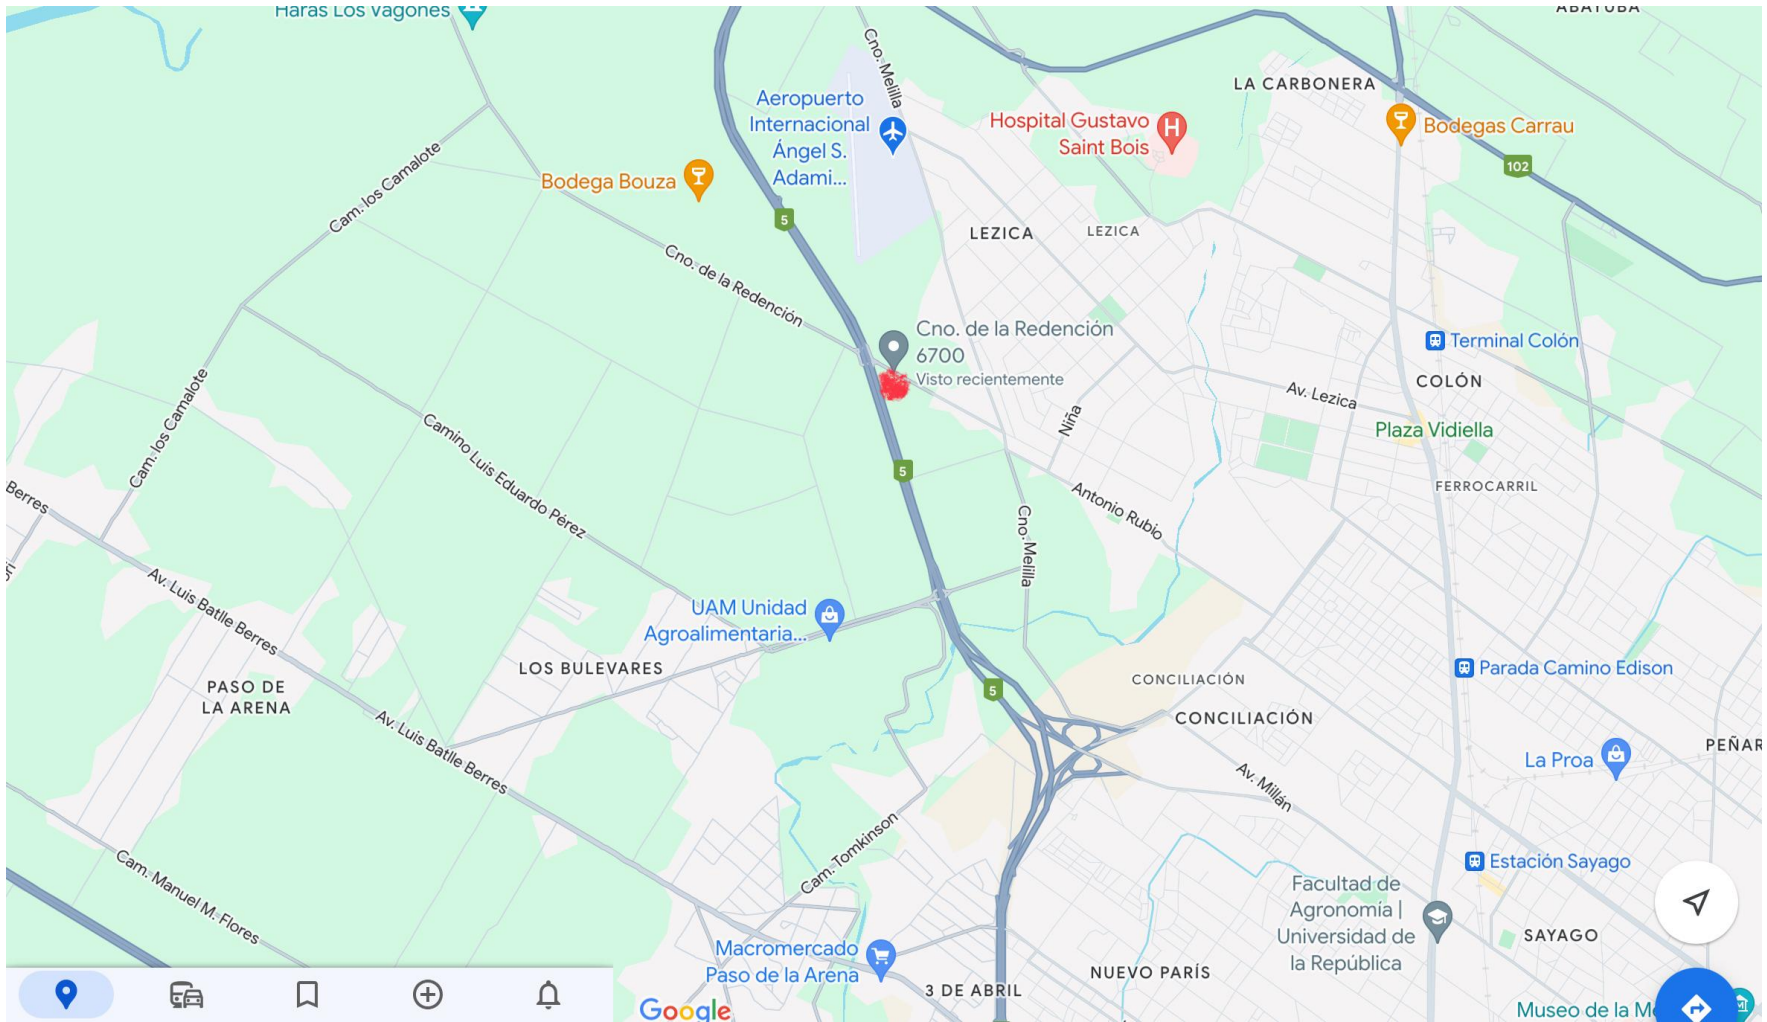 Haras Los Vagones
ABAYUBÁ
Cno. Melilla
LA CARBONERA
Aeropuerto
Internacional
Ángel S.
Adami...
Hospital Gustavo
Saint Bois
Bodegas Carrau
102
Cam. los Camalote
Bodega Bouza
5
LEZICA
LEZICA
Cno. de la Redención
Cno. de la Redención
6700
Visto recientemente
Terminal Colón
COLÓN
Av. Lezica
Plaza Vidiella
Niña
Cam. los Camalote
Camino Luis Eduardo Pérez
5
FERROCARRIL
Berres
Antonio Rubio
Cno. Melilla
Av. Luis Batlle Berres
UAM Unidad
Agroalimentaria...
LOS BULEVARES
PASO DE
LA ARENA
5
CONCILIACIÓN
CONCILIACIÓN
Parada Camino Edison
Av. Luis Batlle Berres
La Proa
PEÑAR
Av. Millán
Cam. Tomkinson
Cam. Manuel M. Flores
Estación Sayago
Facultad de
Agronomía |
Universidad de
la República
SAYAGO
Macromercado
Paso de la Arena
3 DE ABRIL
NUEVO PARÍS
Google
Museo de la M